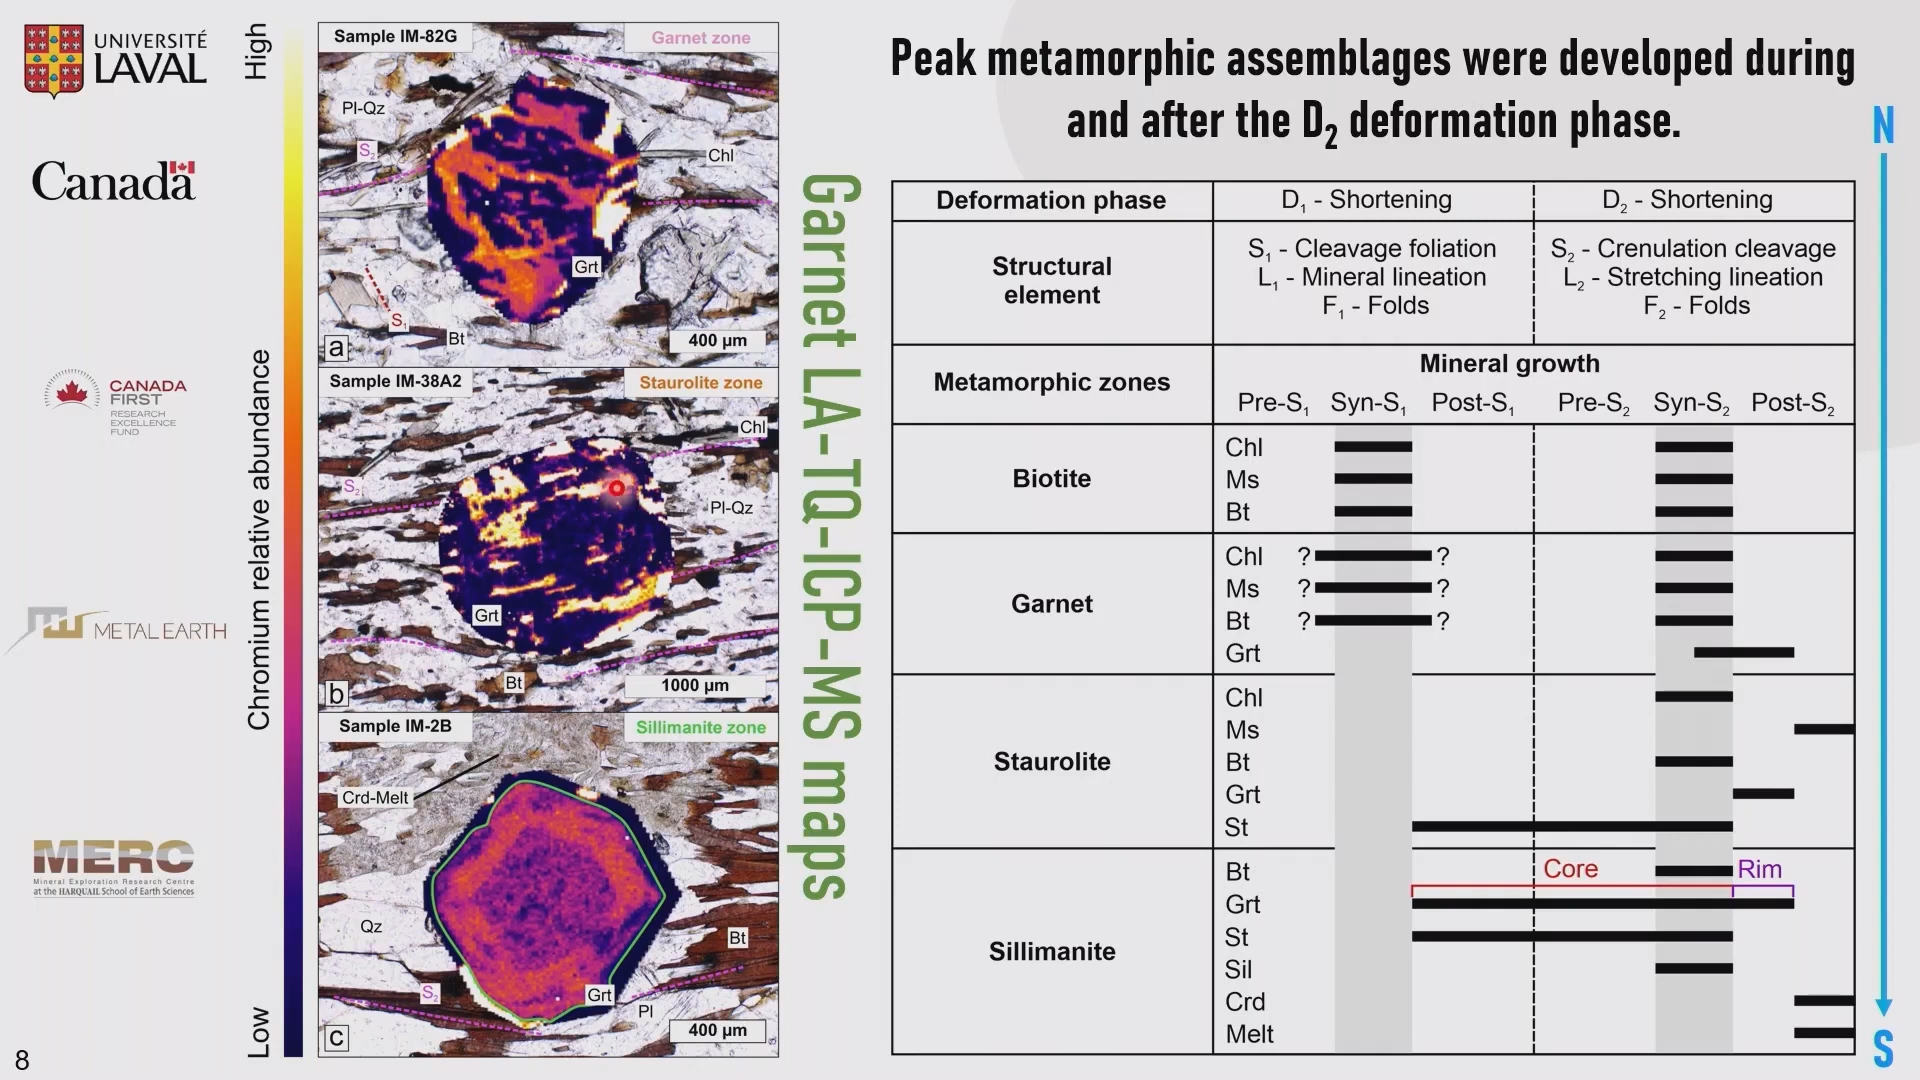 UNIVERSITÉ
LAVAL
Canada
CANADA
FIRST
RESEARCH
EXCELLENCE
FUND
METAL EARTH
MERC
Mineral Exploration Research Centre
at the HARQUAIL School of Earth Sciences
8
High
Chromium relative abundance
Low
Sample IM-82G
Garnet zone
Pl-Qz
S₂
Chl
Grt
S₁
Bt
a
400 µm
Sample IM-38A2
Staurolite zone
Chl
S₂
Pl-Qz
Grt
Bt
b
1000 µm
Sample IM-2B
Sillimanite zone
Crd-Melt
Qz
Bt
S₂
Grt
Pl
c
400 µm
Garnet LA-TQ-ICP-MS maps
Peak metamorphic assemblages were developed during
and after the D₂ deformation phase.
N
S
Deformation phase
D₁ - Shortening
D₂ - Shortening
Structural
element
S₁ - Cleavage foliation
L₁ - Mineral lineation
F₁ - Folds
S₂ - Crenulation cleavage
L₂ - Stretching lineation
F₂ - Folds
Metamorphic zones
Mineral growth
Pre-S₁ Syn-S₁ Post-S₁ Pre-S₂ Syn-S₂ Post-S₂
Biotite
Chl
Ms
Bt
Garnet
Chl ? ?
Ms ? ?
Bt ? ?
Grt
Staurolite
Chl
Ms
Bt
Grt
St
Sillimanite
Bt Core Rim
Grt
St
Sil
Crd
Melt